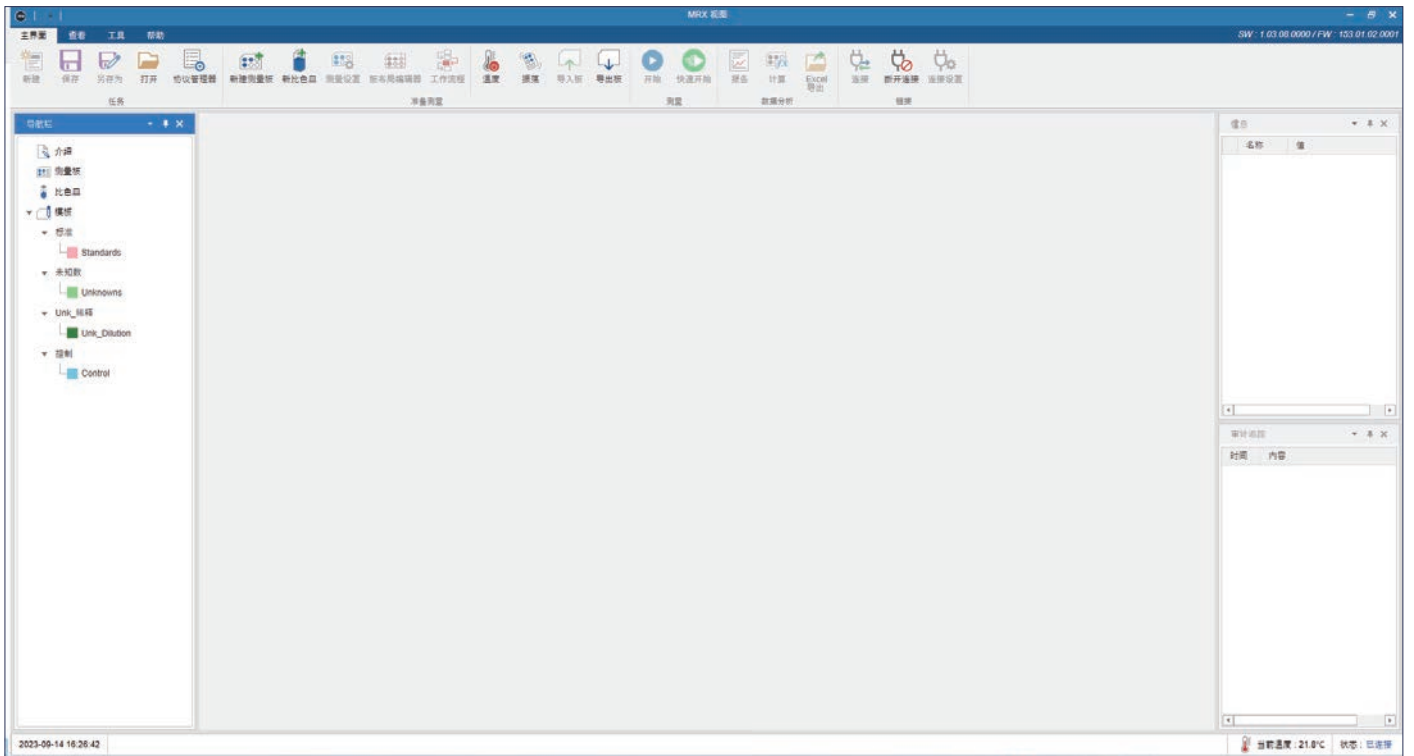 MRX 视图
主界面 查看 工具 帮助
SW : 1.03.08.0000 / FW : 153.01.02.0001
新建 保存 另存为 打开 协议管理器 新建测量板 新比色皿 测量设置 板布局编辑器 工作流程 温度 振荡 导入板 导出板 开始 快速开始 报告 计算 Excel 导出 连接 断开连接 连接设置
任务 准备测量 测量 数据分析 链接
导航栏
介绍
测量板
比色皿
模板
标准
Standards
未知数
Unknowns
Unk_稀释
Unk_Dilution
控制
Control
信息
名称 值
审计追踪
时间 内容
2023-09-14 16:26:42
当前温度 : 21.8°C 状态 : 已连接